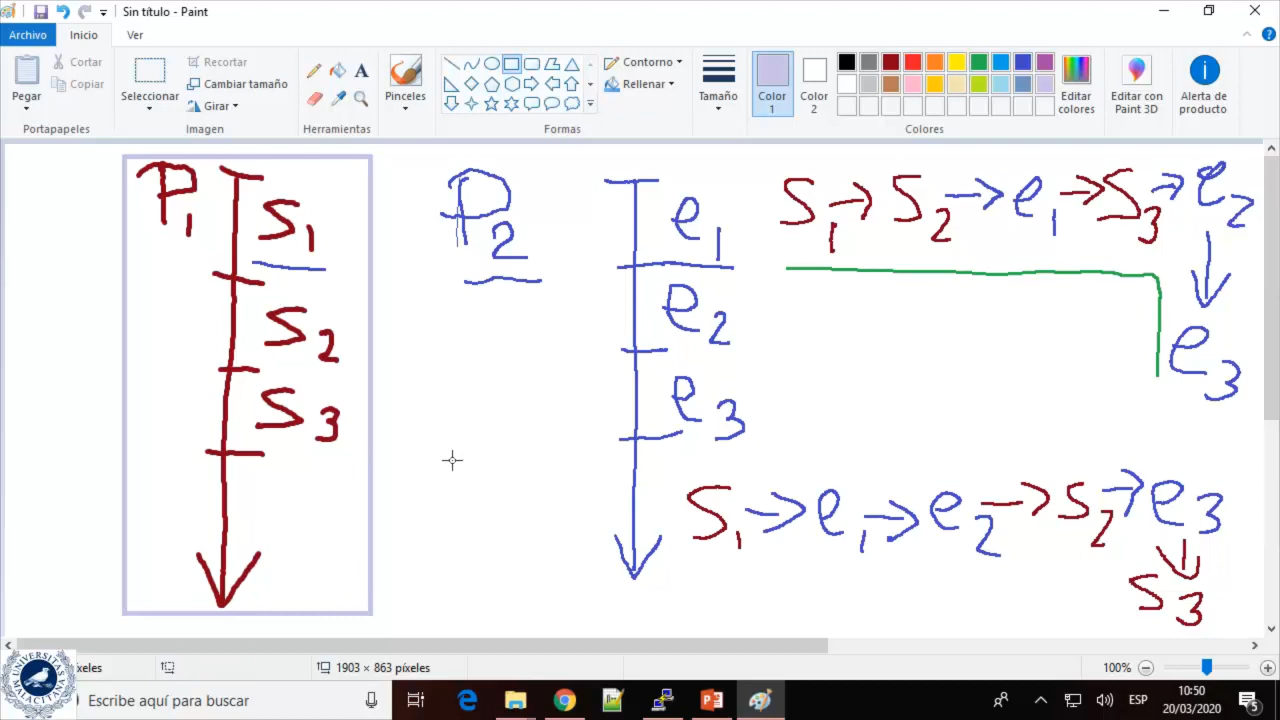 Sin título - Paint
Archivo Inicio Ver
Pegar
Cortar
Copiar
Portapapeles
Seleccionar
Recortar
Cambiar tamaño
Girar
Imagen
A
Herramientas
Pinceles
Contorno
Rellenar
Formas
Tamaño
Color 1
Color 2
Colores
Editar colores
Editar con Paint 3D
Alerta de producto
P1
S1
S2
S3
P2
e1
e2
e3
S1 → S2 → e1 → S3 → e2
↓
e3
S1 → e1 → e2 → S2 → e3
↓
S3
xeles
1903 × 863 píxeles
100%
Escribe aquí para buscar
ESP
10:50
20/03/2020
5